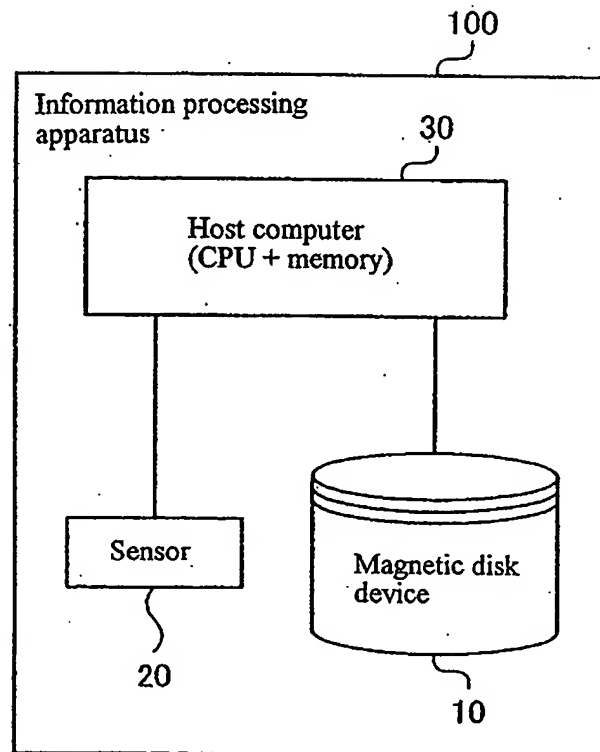 100
Information processing
apparatus
30
Host computer
(CPU + memory)
Sensor
20
Magnetic disk
device
10